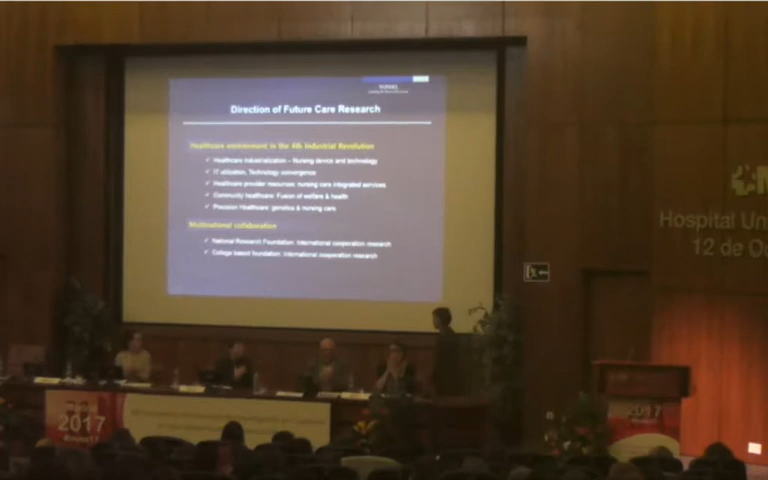 YONSEI
Direction of Future Care Research
Healthcare environment in the 4th Industrial Revolution
✓ Healthcare industrialization – Nursing device and technology
✓ IT utilization, Technology convergence
✓ Healthcare provider resources: nursing care integrated services
✓ Community healthcare: Fusion of welfare & health
✓ Precision Healthcare: genetics & nursing care
Multinational collaboration
✓ National Research Foundation: International cooperation research
✓ College based foundation: International cooperation research
Hospital Un
12 de Oc
2017
2017